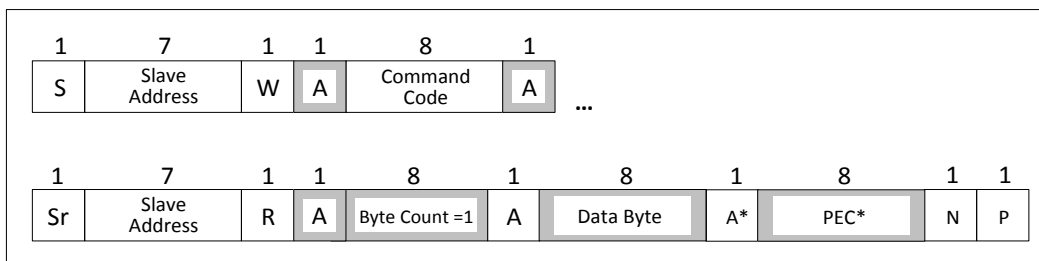 1 7 1 1 8 1
S Slave Address W A Command Code A ...
1 7 1 1 8 1 8 1 8 1 1
Sr Slave Address R A Byte Count =1 A Data Byte A* PEC* N P